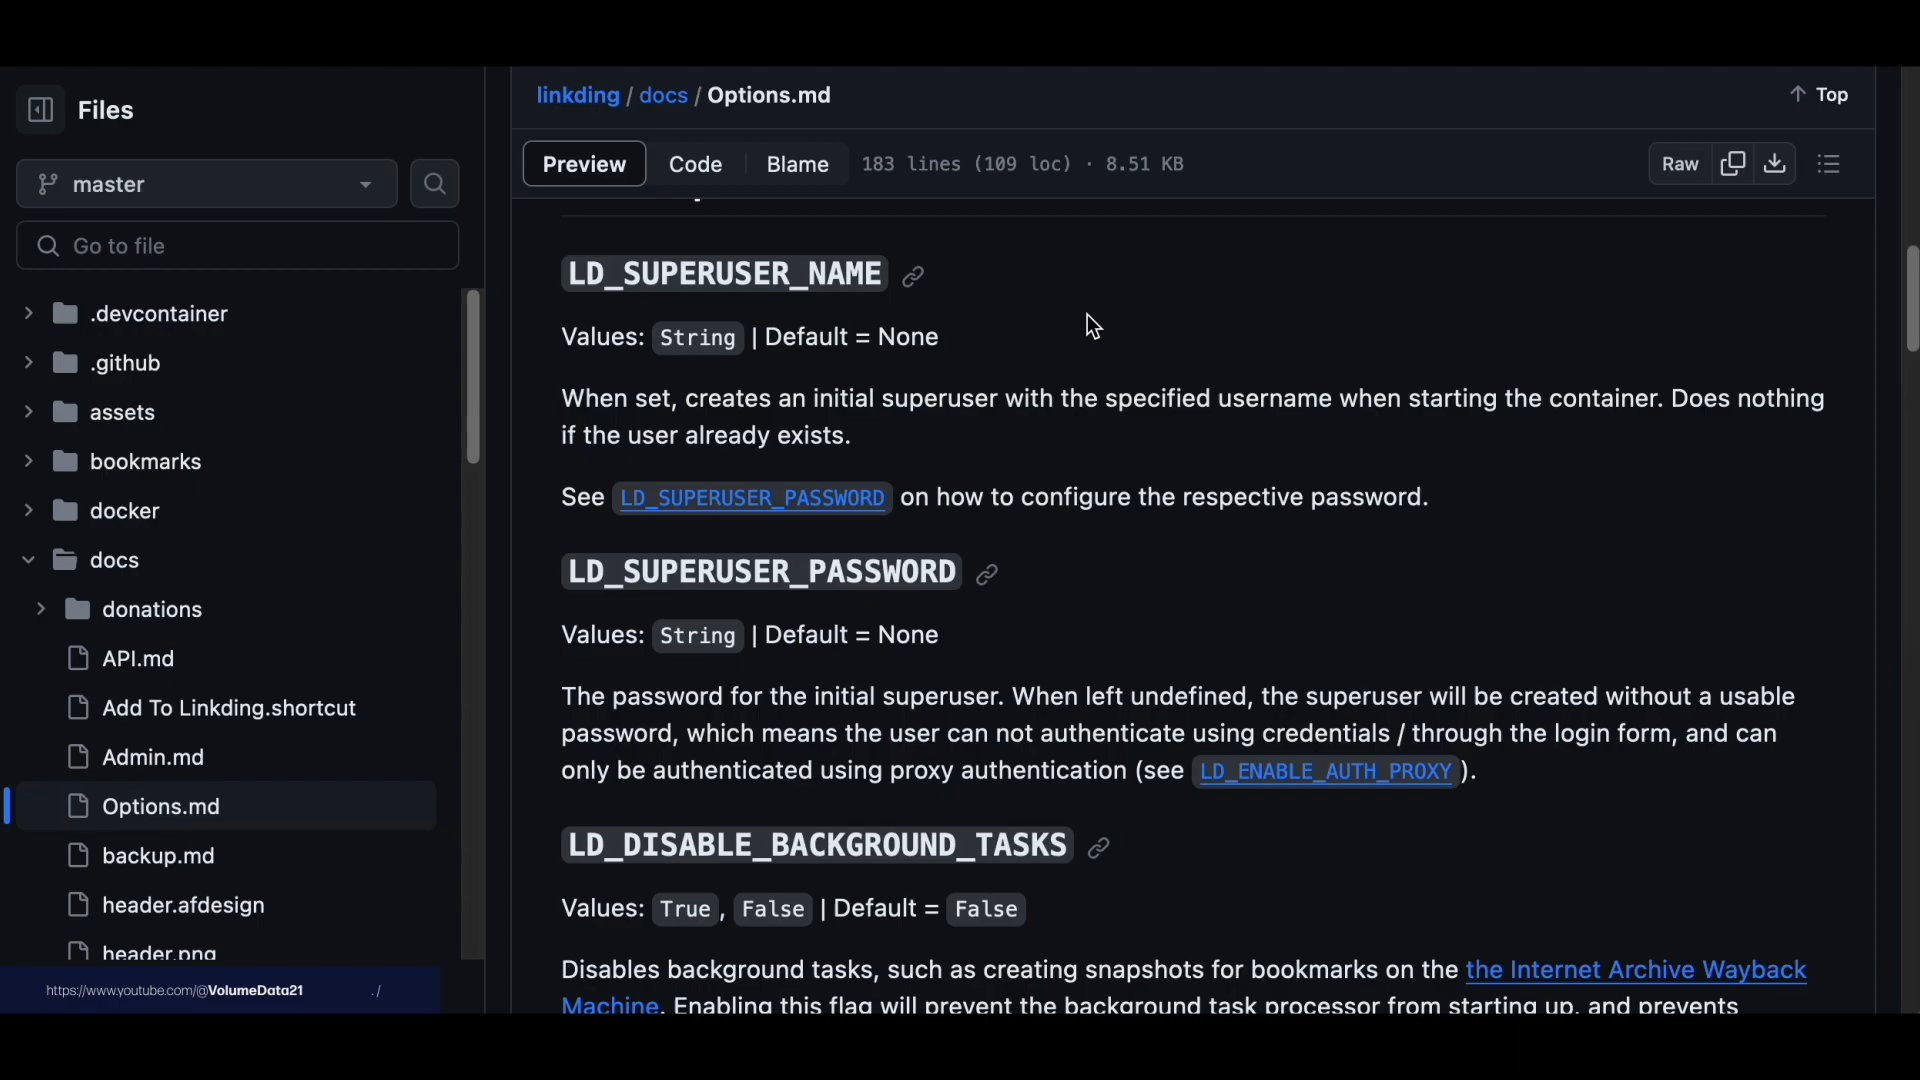 Files
master
Go to file
.devcontainer
.github
assets
bookmarks
docker
docs
donations
API.md
Add To Linkding.shortcut
Admin.md
Options.md
backup.md
header.afdesign
header.png
https://www.youtube.com/@VolumeData21 ./
linkding / docs / Options.md
Top
Preview Code Blame 183 lines (109 loc) · 8.51 KB
Raw
LD_SUPERUSER_NAME
Values: String | Default = None
When set, creates an initial superuser with the specified username when starting the container. Does nothing
if the user already exists.
See LD_SUPERUSER_PASSWORD on how to configure the respective password.
LD_SUPERUSER_PASSWORD
Values: String | Default = None
The password for the initial superuser. When left undefined, the superuser will be created without a usable
password, which means the user can not authenticate using credentials / through the login form, and can
only be authenticated using proxy authentication (see LD_ENABLE_AUTH_PROXY).
LD_DISABLE_BACKGROUND_TASKS
Values: True, False | Default = False
Disables background tasks, such as creating snapshots for bookmarks on the the Internet Archive Wayback
Machine. Enabling this flag will prevent the background task processor from starting up, and prevents